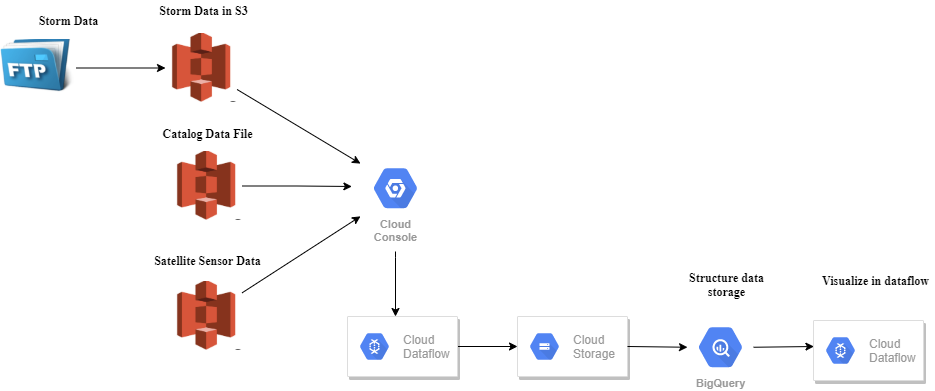 Storm Data
Storm Data in S3
FTP
Catalog Data File
Cloud
Console
Satellite Sensor Data
Structure data
storage
Visualize in dataflow
Cloud
Dataflow
Cloud
Storage
BigQuery
Cloud
Dataflow